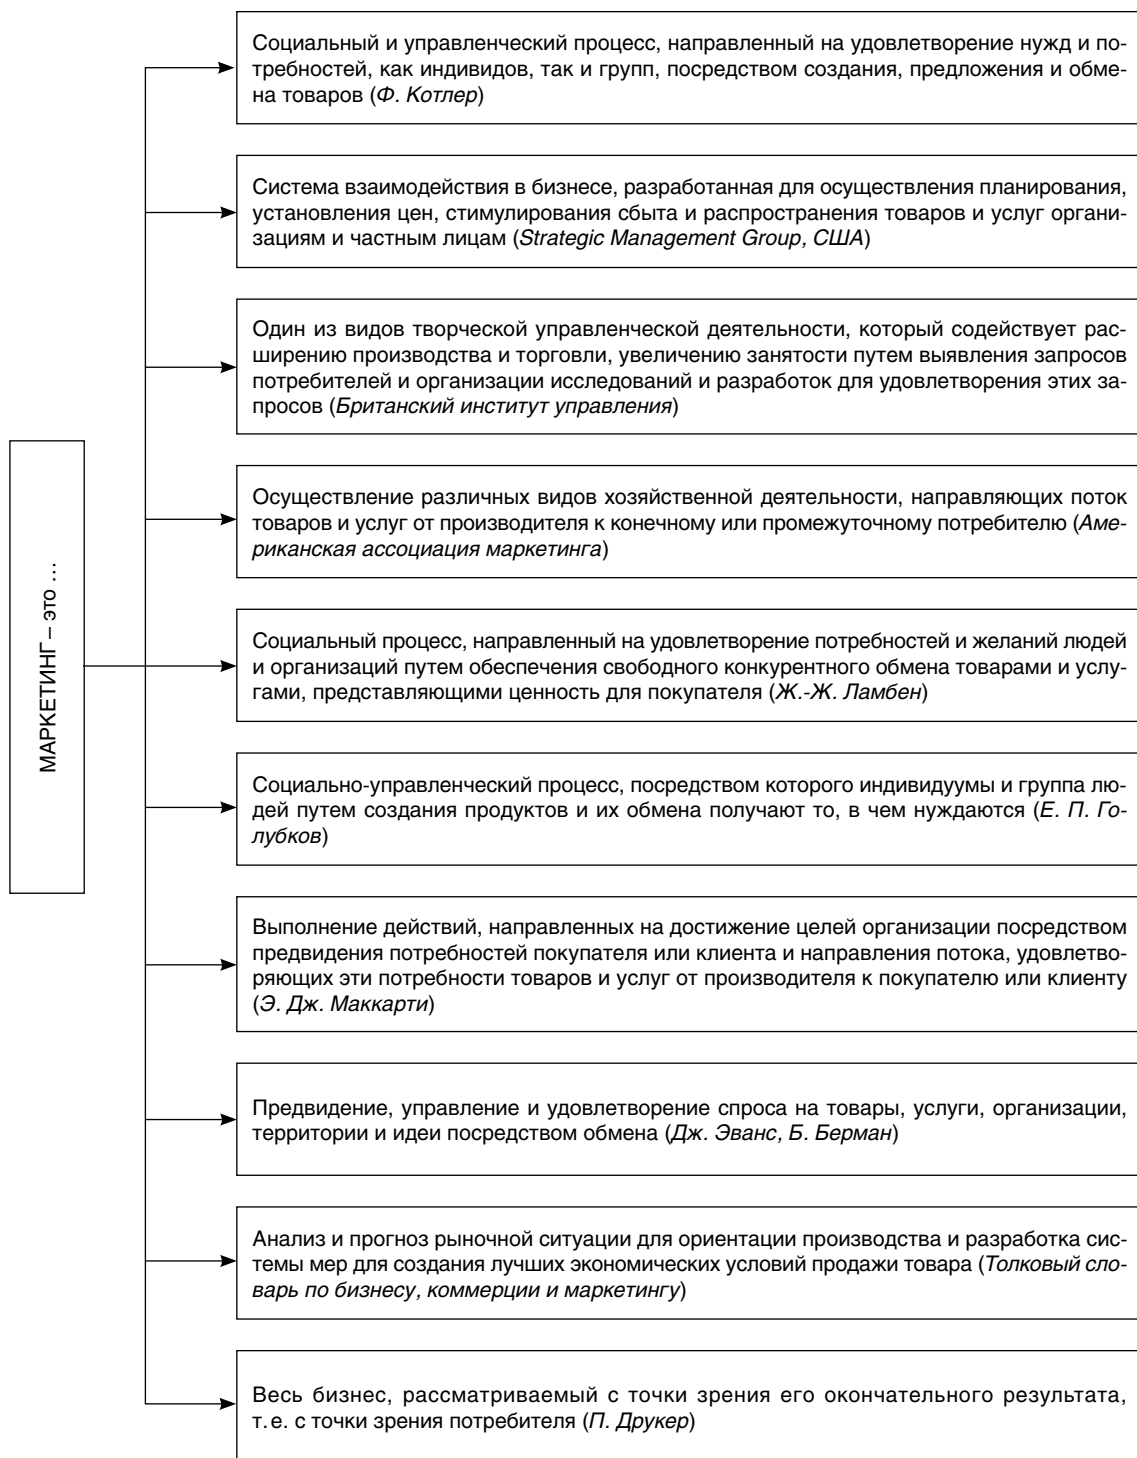 Социальный и управленческий процесс, направленный на удовлетворение нужд и по-
требностей, как индивидов, так и групп, посредством создания, предложения и обме-
на товаров (Ф. Котлер)
Система взаимодействия в бизнесе, разработанная для осуществления планирования,
установления цен, стимулирования сбыта и распространения товаров и услуг органи-
зациям и частным лицам (Strategic Management Group, США)
Один из видов творческой управленческой деятельности, который содействует рас-
ширению производства и торговли, увеличению занятости путем выявления запросов
потребителей и организации исследований и разработок для удовлетворения этих за-
просов (Британский институт управления)
МАРКЕТИНГ – это ...
Осуществление различных видов хозяйственной деятельности, направляющих поток
товаров и услуг от производителя к конечному или промежуточному потребителю (Аме-
риканская ассоциация маркетинга)
Социальный процесс, направленный на удовлетворение потребностей и желаний людей
и организаций путем обеспечения свободного конкурентного обмена товарами и услу-
гами, представляющими ценность для покупателя (Ж.-Ж. Ламбен)
Социально-управленческий процесс, посредством которого индивидуумы и группа лю-
дей путем создания продуктов и их обмена получают то, в чем нуждаются (Е. П. Го-
лубков)
Выполнение действий, направленных на достижение целей организации посредством
предвидения потребностей покупателя или клиента и направления потока, удовлетво-
ряющих эти потребности товаров и услуг от производителя к покупателю или клиенту
(Э. Дж. Маккарти)
Предвидение, управление и удовлетворение спроса на товары, услуги, организации,
территории и идеи посредством обмена (Дж. Эванс, Б. Берман)
Анализ и прогноз рыночной ситуации для ориентации производства и разработка сис-
темы мер для создания лучших экономических условий продажи товара (Толковый сло-
варь по бизнесу, коммерции и маркетингу)
Весь бизнес, рассматриваемый с точки зрения его окончательного результата,
т. е. с точки зрения потребителя (П. Друкер)